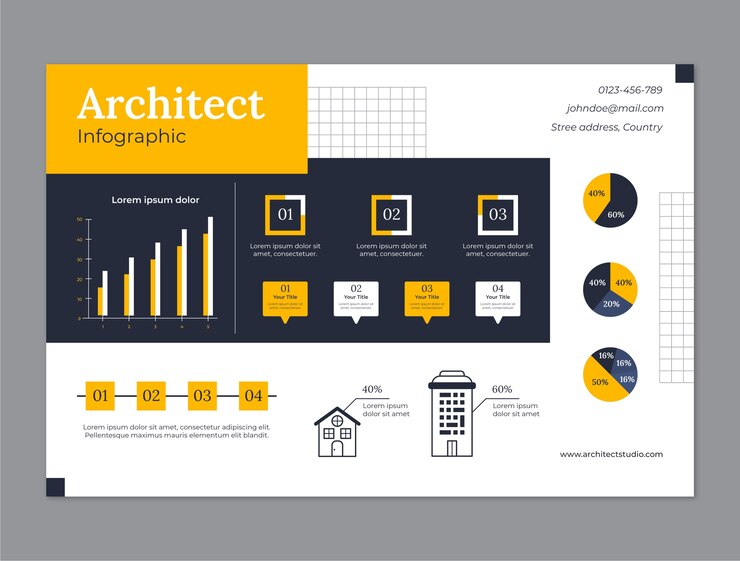 Architect
Infographic
0123-456-789
johndoe@mail.com
Stree address, Country
Lorem ipsum dolor
50
40
30
20
10
0
1 2 3 4 5
01
Lorem ipsum dolor sit
amet, consectetuer.
02
Lorem ipsum dolor sit
amet, consectetuer.
03
Lorem ipsum dolor sit
amet, consectetuer.
01
Your Title
02
Your Title
03
Your Title
04
Your Title
40%
60%
40%
40%
20%
16%
16%
16%
50%
01 02 03 04
Lorem ipsum dolor sit amet, consectetur adipiscing elit.
Pellentesque mattis mauris elementum velit blandit.
40%
Lorem ipsum
dolor sit amet
60%
Lorem ipsum
dolor sit amet
www.architectstudio.com